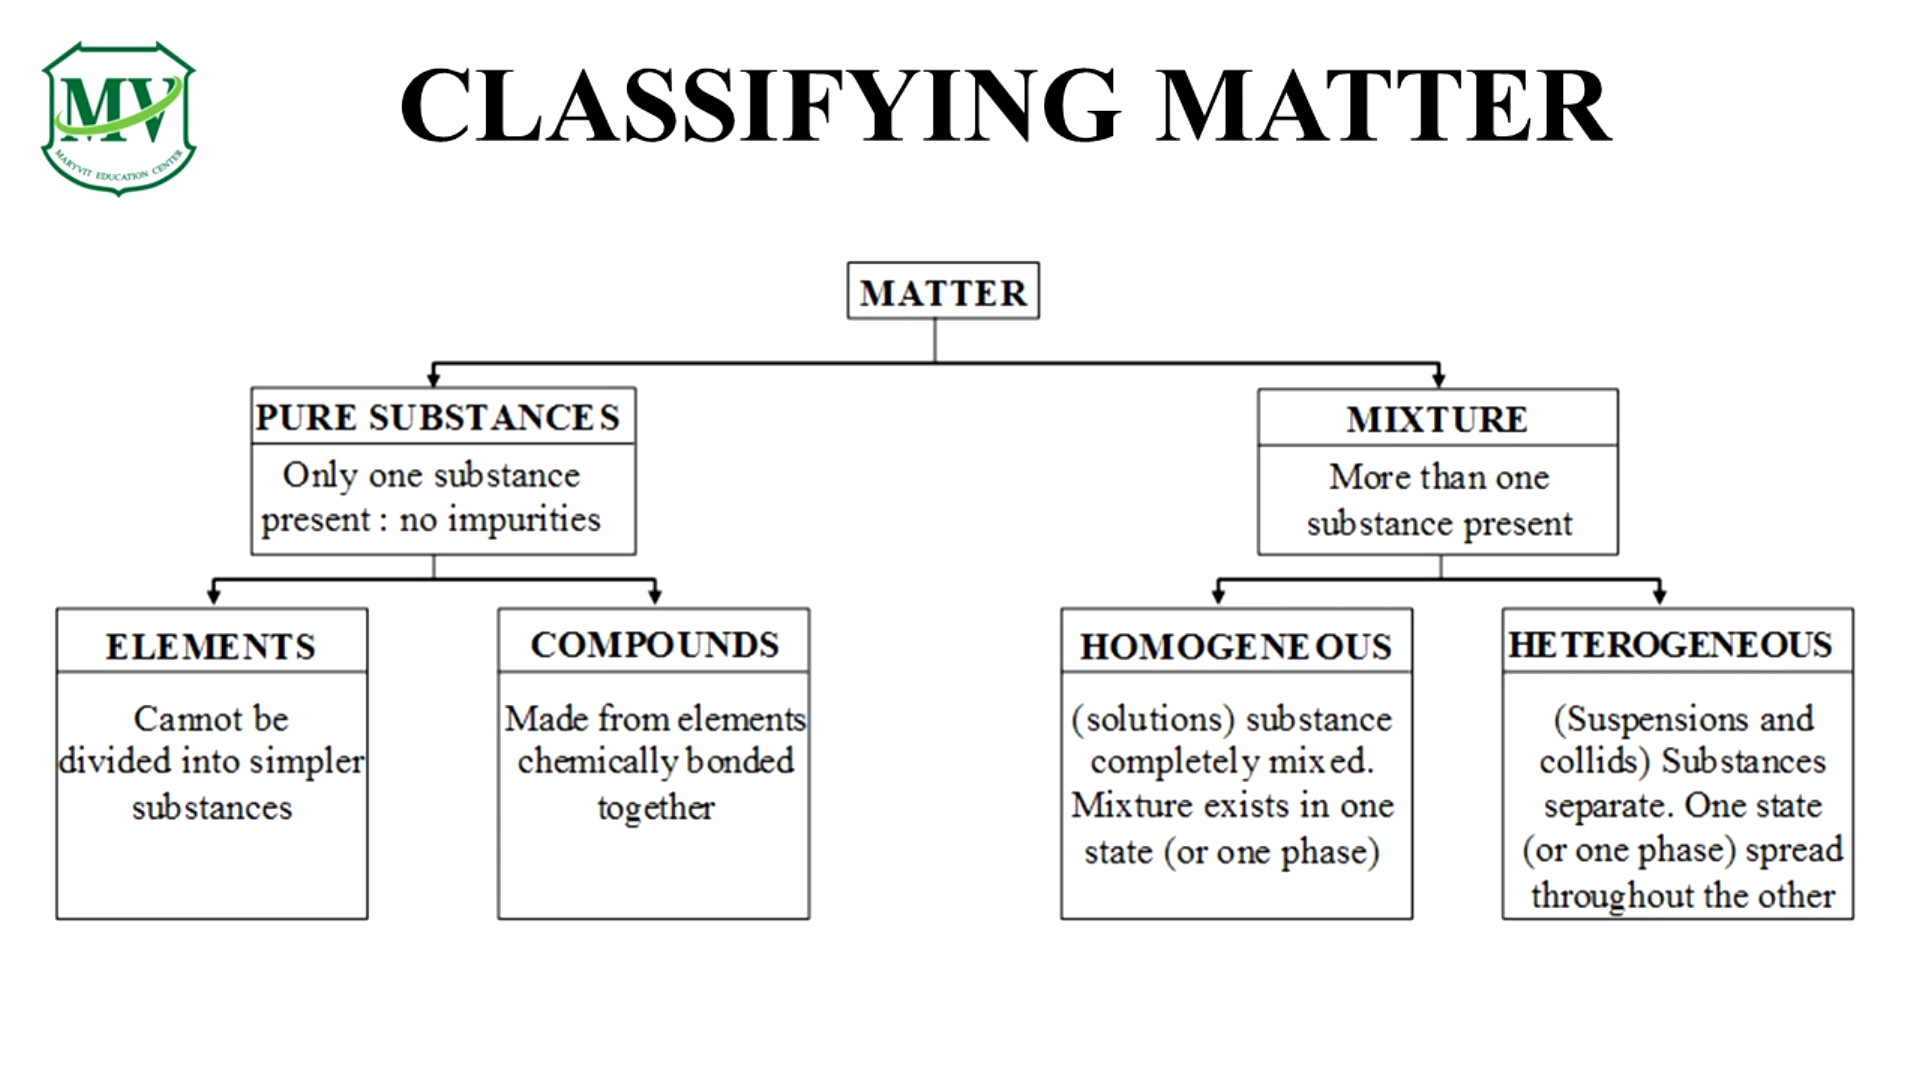 MV
MARYVIT EDUCATION CENTER
CLASSIFYING MATTER
MATTER
PURE SUBSTANCES
Only one substance
present : no impurities
MIXTURE
More than one
substance present
ELEMENTS
Cannot be
divided into simpler
substances
COMPOUNDS
Made from elements
chemically bonded
together
HOMOGENEOUS
(solutions) substance
completely mixed.
Mixture exists in one
state (or one phase)
HETEROGENEOUS
(Suspensions and
collids) Substances
separate. One state
(or one phase) spread
throughout the other